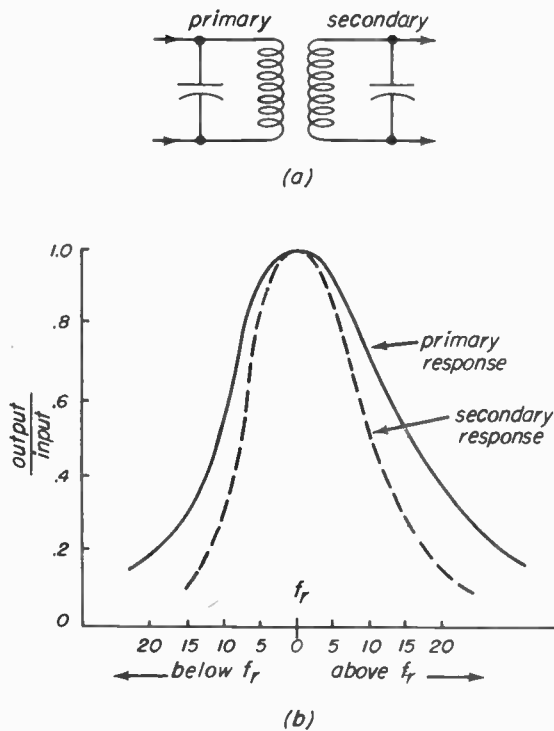 primary secondary
(a)
1.0
.8
.6
.4
.2
0
output
input
primary
response
secondary
response
fr
20 15 10 5 0 5 10 15 20
below fr above fr
(b)